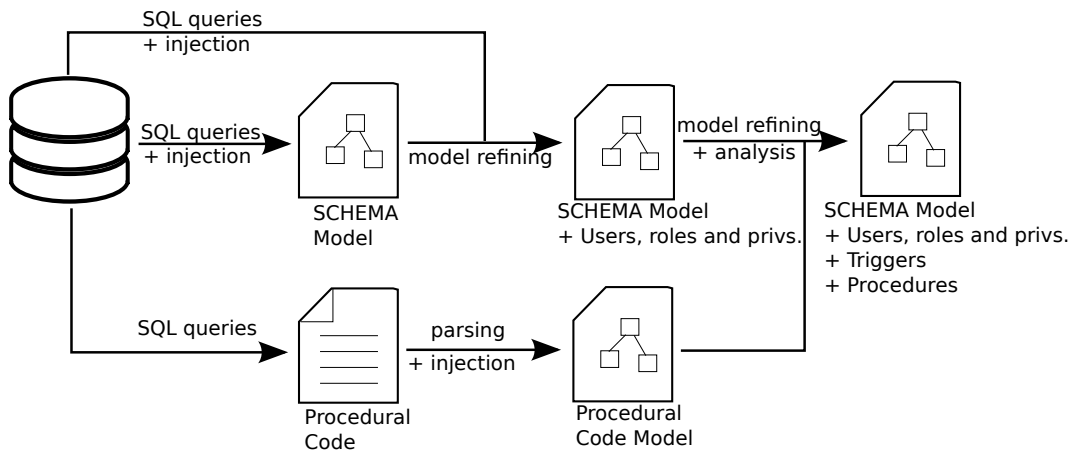 SQL queries
+ injection
SQL queries
+ injection
SCHEMA
Model
model refining
SCHEMA Model
+ Users, roles and privs.
model refining
+ analysis
SCHEMA Model
+ Users, roles and privs.
+ Triggers
+ Procedures
SQL queries
Procedural
Code
parsing
+ injection
Procedural
Code Model